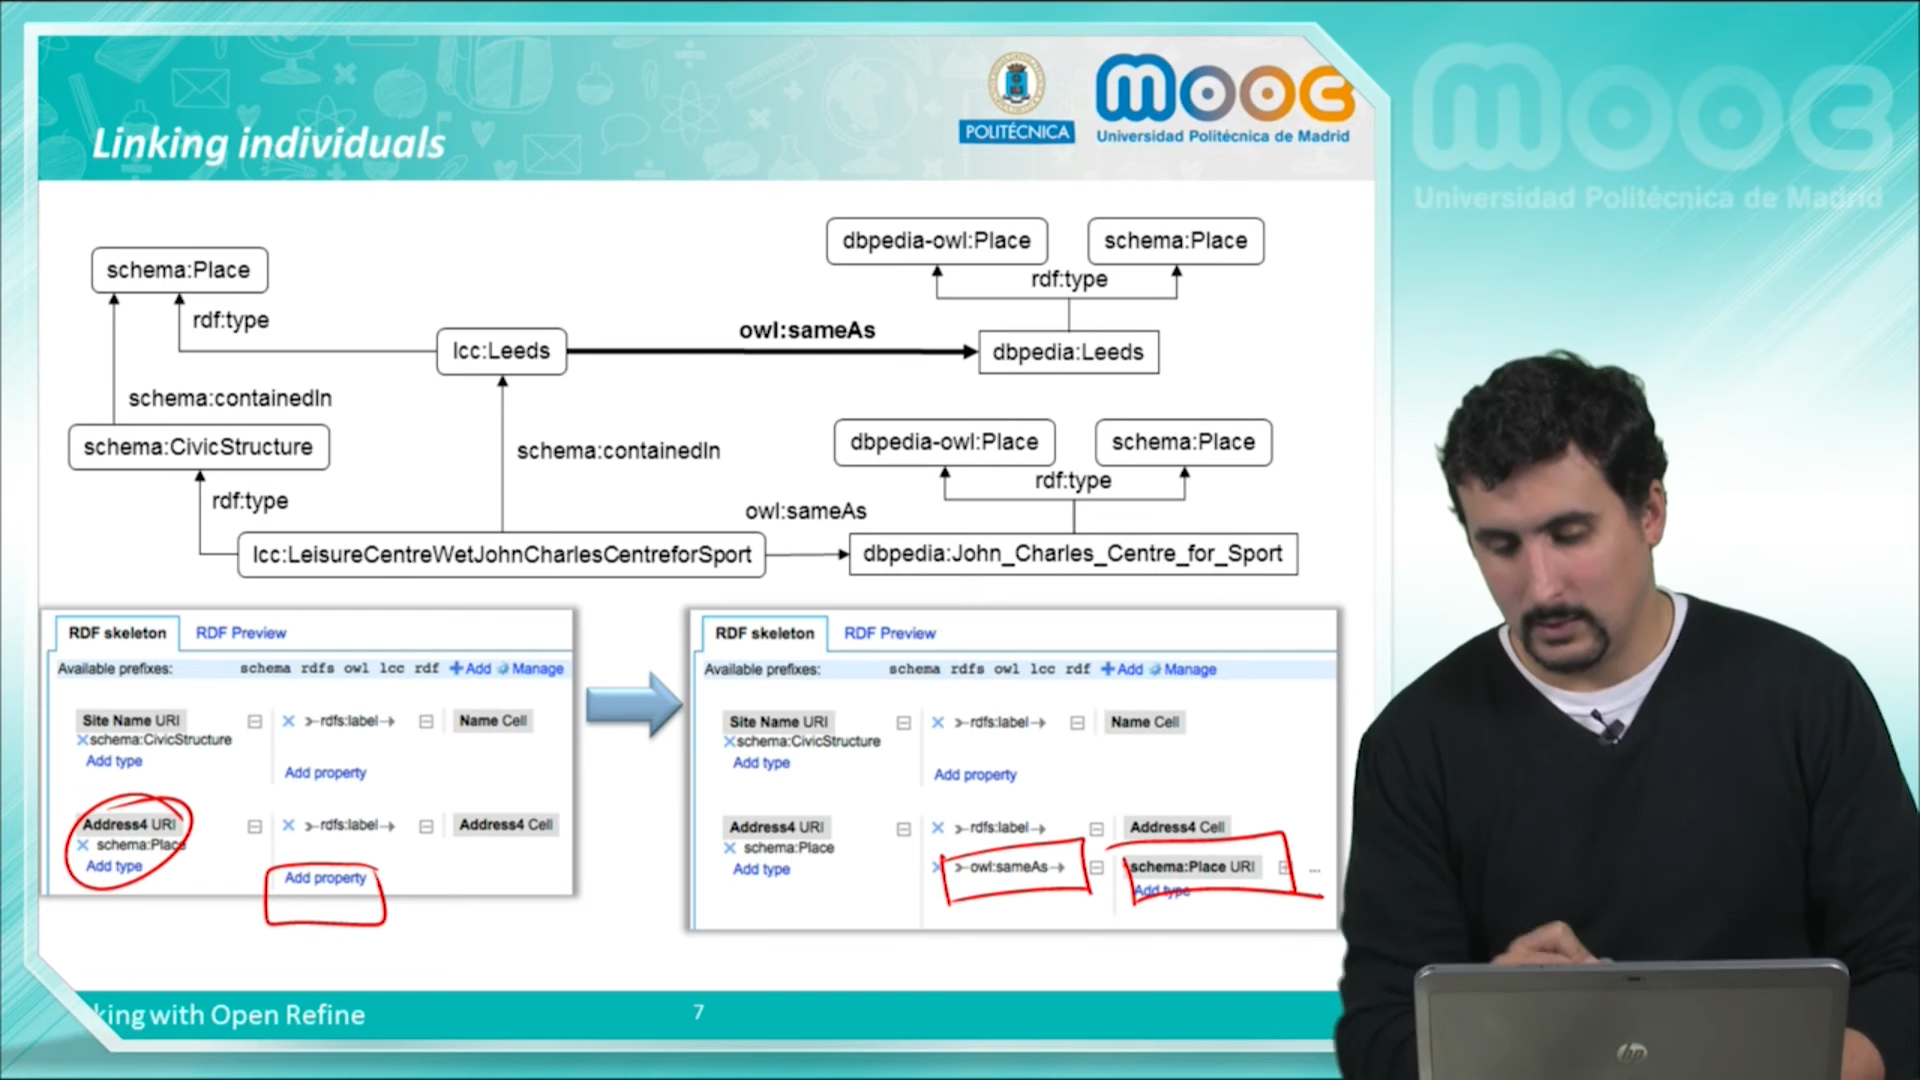 Linking individuals
POLITÉCNICA
mooc
Universidad Politécnica de Madrid
mooc
Universidad Politécnica de Madrid
dbpedia-owl:Place
schema:Place
schema:Place
rdf:type
rdf:type
owl:sameAs
lcc:Leeds
dbpedia:Leeds
schema:containedIn
schema:CivicStructure
schema:containedIn
dbpedia-owl:Place
schema:Place
rdf:type
rdf:type
owl:sameAs
lcc:LeisureCentreWetJohnCharlesCentreforSport
dbpedia:John_Charles_Centre_for_Sport
RDF skeleton RDF Preview
Available prefixes: schema rdfs owl lcc rdf Add Manage
Site Name URI rdfs:label Name Cell
schema:CivicStructure
Add type
Add property
Address4 URI rdfs:label Address4 Cell
schema:Place
Add type
Add property
RDF skeleton RDF Preview
Available prefixes: schema rdfs owl lcc rdf Add Manage
Site Name URI rdfs:label Name Cell
schema:CivicStructure
Add type
Add property
Address4 URI rdfs:label Address4 Cell
schema:Place
Add type
owl:sameAs schema:Place URI ...
Add type
king with Open Refine
7
hp